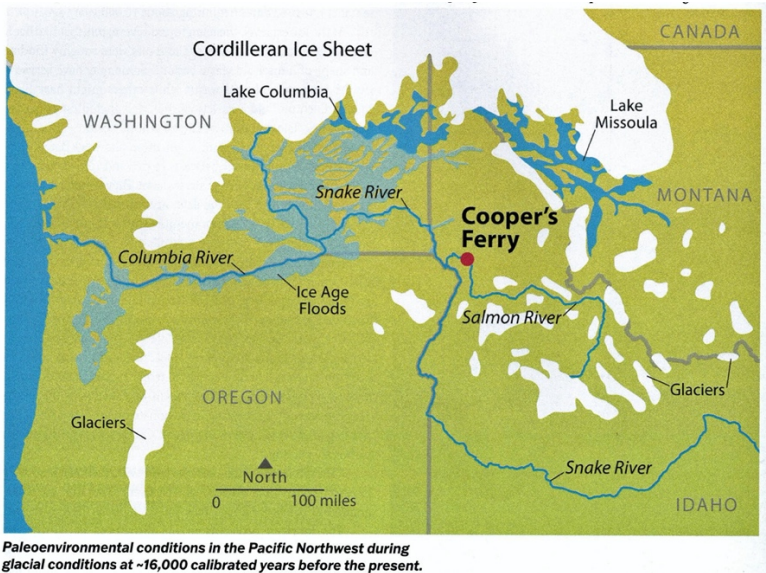 CANADA
Cordilleran Ice Sheet
Lake Columbia
Lake
Missoula
WASHINGTON
Snake River
MONTANA
Cooper's
Ferry
Columbia River
Ice Age
Floods
Salmon River
OREGON
Glaciers
Glaciers
North
0 100 miles
Snake River
IDAHO
Paleoenvironmental conditions in the Pacific Northwest during
glacial conditions at ~16,000 calibrated years before the present.